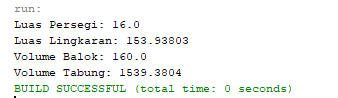 run:
Luas Persegi: 16.0
Luas Lingkaran: 153.93803
Volume Balok: 160.0
Volume Tabung: 1539.3804
BUILD SUCCESSFUL (total time: 0 seconds)